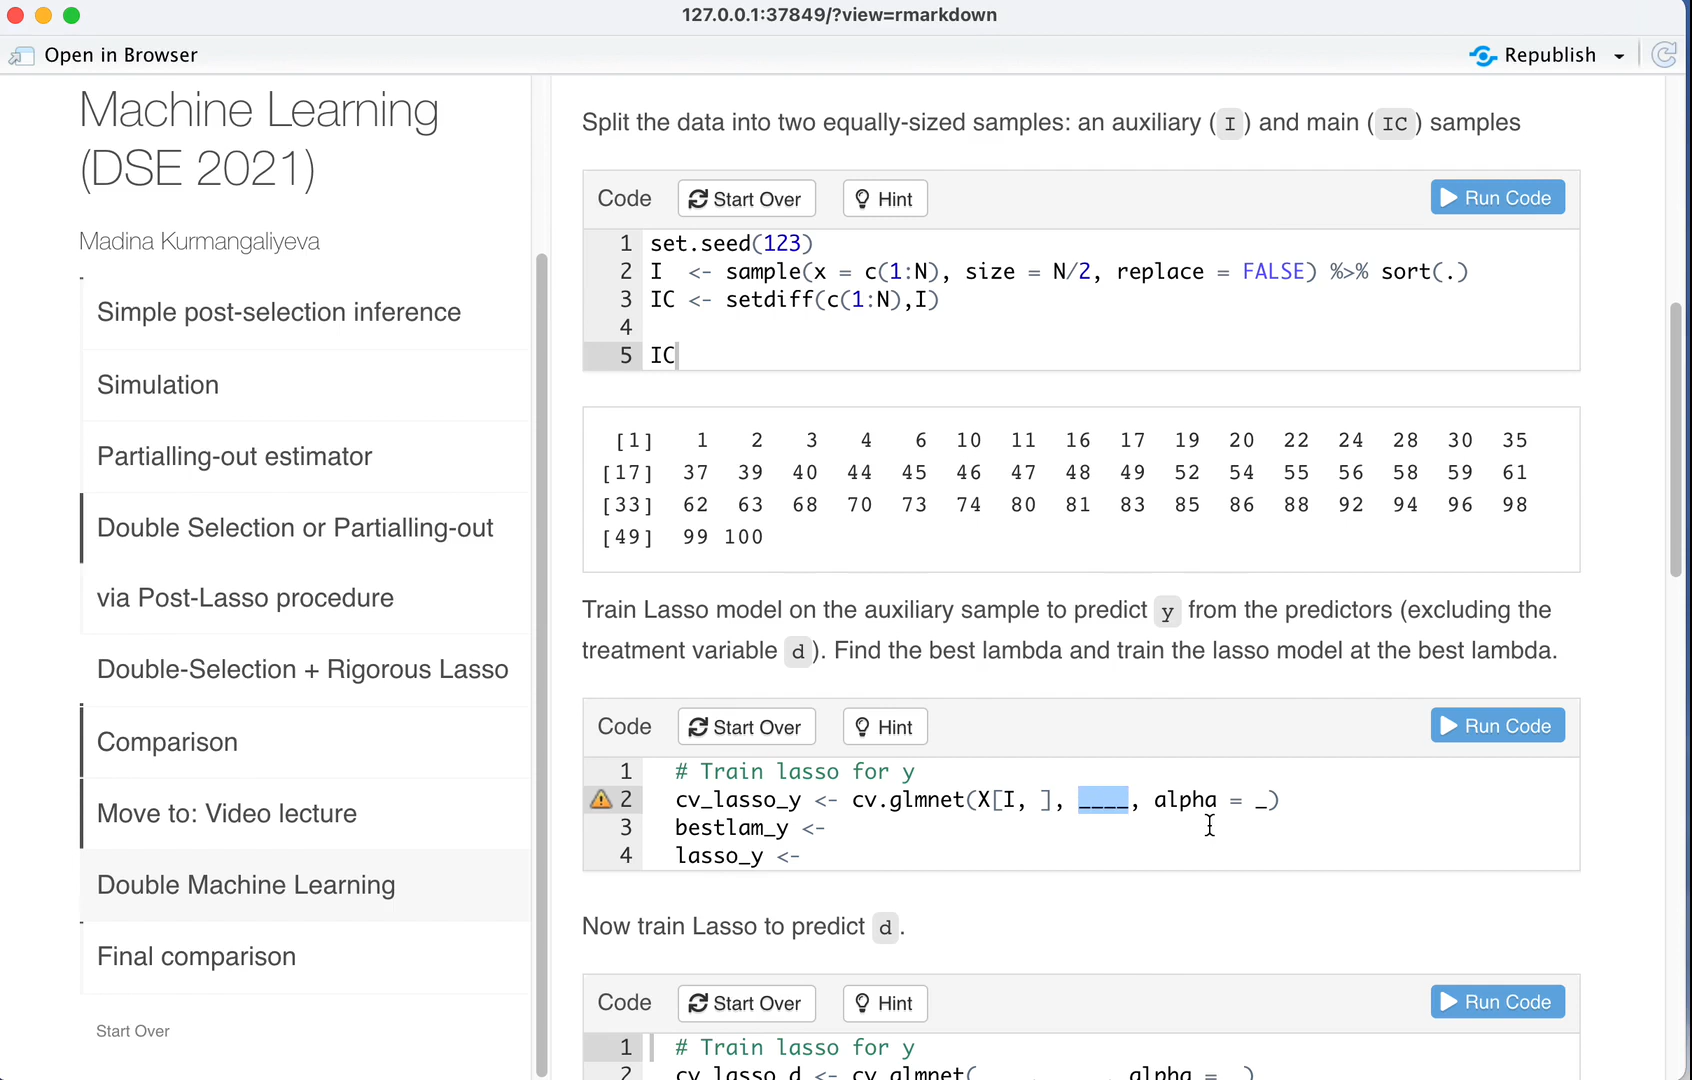 127.0.0.1:37849/?view=rmarkdown
Open in Browser
Republish
Machine Learning
(DSE 2021)
Madina Kurmangaliyeva
Simple post-selection inference
Simulation
Partialling-out estimator
Double Selection or Partialling-out
via Post-Lasso procedure
Double-Selection + Rigorous Lasso
Comparison
Move to: Video lecture
Double Machine Learning
Final comparison
Start Over
Split the data into two equally-sized samples: an auxiliary ( I ) and main ( IC ) samples
Code Start Over Hint Run Code
1 set.seed(123)
2 I  <- sample(x = c(1:N), size = N/2, replace = FALSE) %>% sort(.)
3 IC <- setdiff(c(1:N),I)
4
5 IC
[1] 1 2 3 4 6 10 11 16 17 19 20 22 24 28 30 35
[17] 37 39 40 44 45 46 47 48 49 52 54 55 56 58 59 61
[33] 62 63 68 70 73 74 80 81 83 85 86 88 92 94 96 98
[49] 99 100
Train Lasso model on the auxiliary sample to predict y from the predictors (excluding the
treatment variable d ). Find the best lambda and train the lasso model at the best lambda.
Code Start Over Hint Run Code
1 # Train lasso for y
2 cv_lasso_y <- cv.glmnet(X[I, ], ____, alpha = _)
3 bestlam_y <-
4 lasso_y <-
Now train Lasso to predict d .
Code Start Over Hint Run Code
1 # Train lasso for y
2 cv_lasso_d <- cv.glmnet(____, ____, alpha = _)